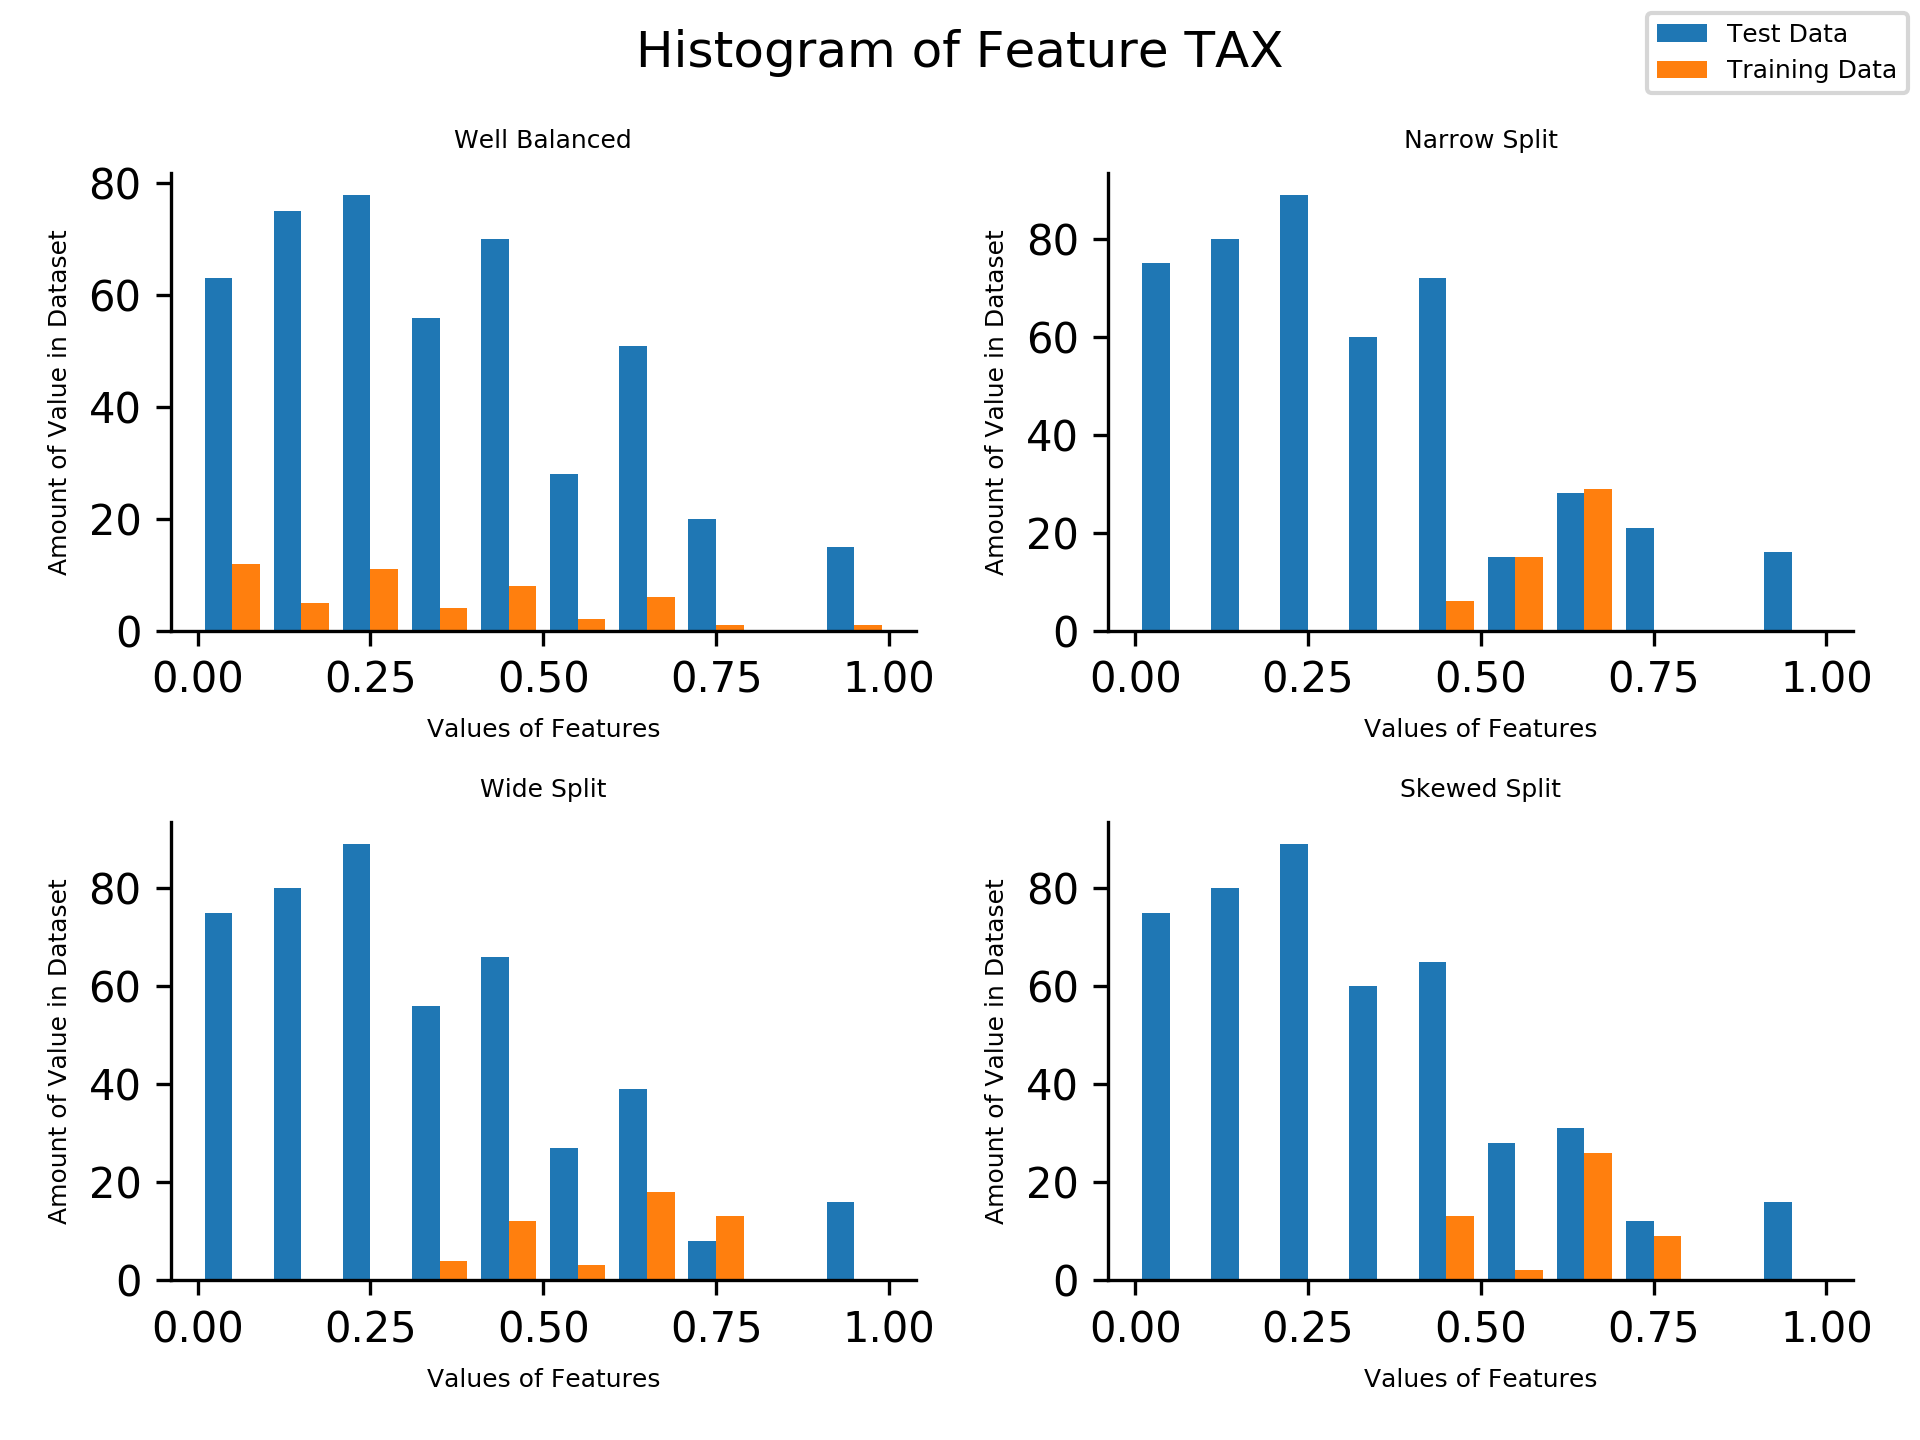 Histogram of Feature TAX
Test Data
Training Data
Well Balanced
Amount of Value in Dataset
80
60
40
20
0
0.00 0.25 0.50 0.75 1.00
Values of Features
Narrow Split
Amount of Value in Dataset
80
60
40
20
0
0.00 0.25 0.50 0.75 1.00
Values of Features
Wide Split
Amount of Value in Dataset
80
60
40
20
0
0.00 0.25 0.50 0.75 1.00
Values of Features
Skewed Split
Amount of Value in Dataset
80
60
40
20
0
0.00 0.25 0.50 0.75 1.00
Values of Features